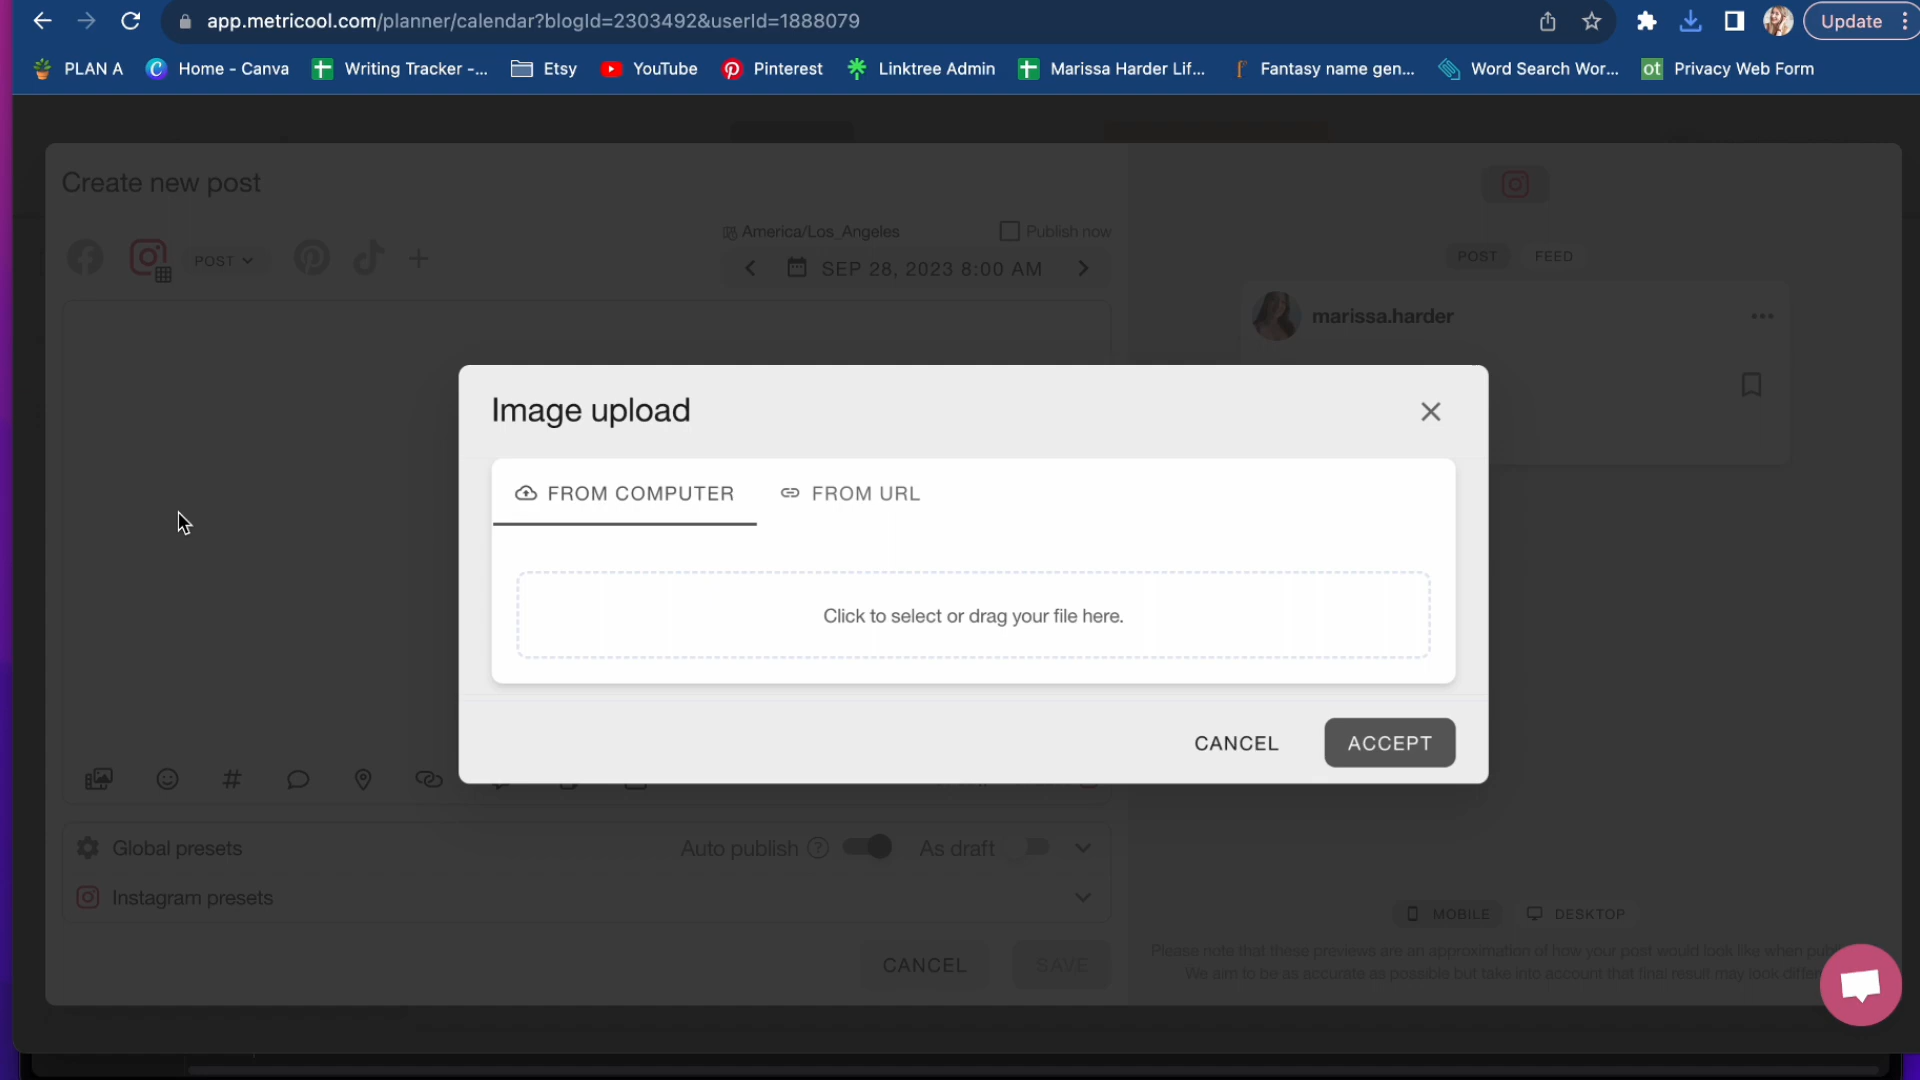 app.metricool.com/planner/calendar?blogId=2303492&userId=1888079
Update
PLAN A
Home - Canva
Writing Tracker -...
Etsy
YouTube
Pinterest
Linktree Admin
Marissa Harder Lif...
Fantasy name gen...
Word Search Wor...
ot Privacy Web Form
Create new post
America/Los_Angeles
Publish now
POST
SEP 28, 2023 8:00 AM
POST
FEED
marissa.harder
Image upload
FROM COMPUTER
FROM URL
Click to select or drag your file here.
CANCEL
ACCEPT
Global presets
Auto publish
As draft
Instagram presets
CANCEL
SAVE
MOBILE
DESKTOP
Please note that these previews are an approximation of how your post would look like when
We aim to be as accurate as possible but take into account that final result may look